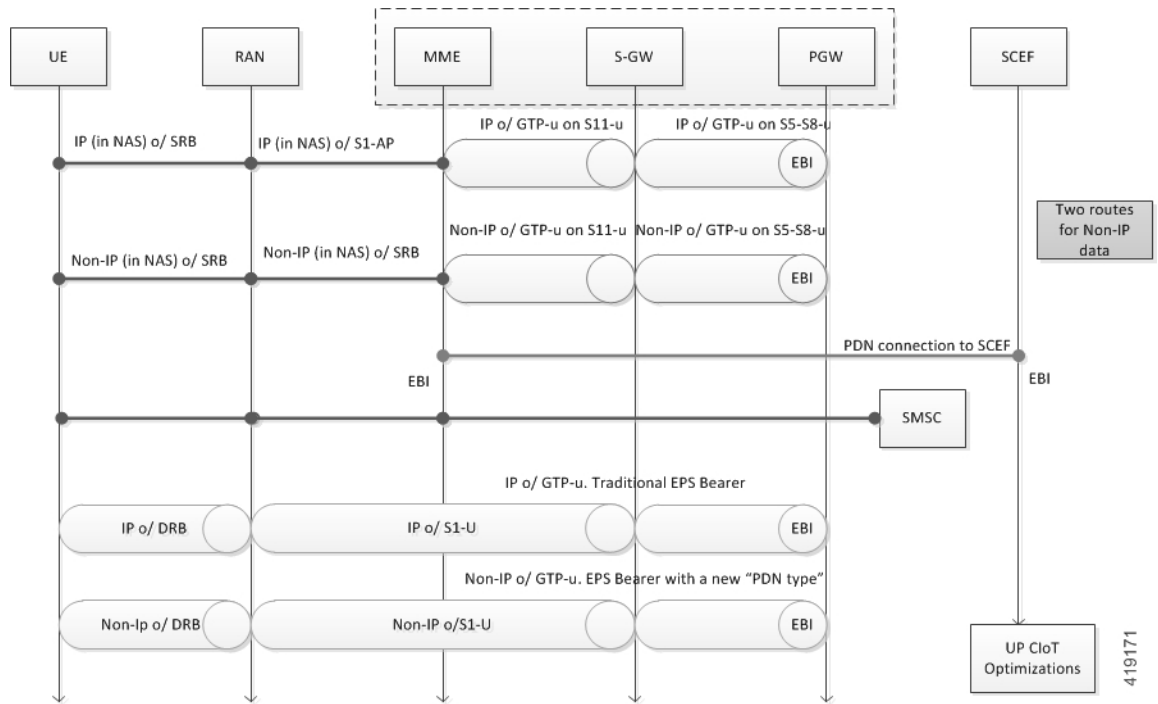 UE
RAN
MME
S-GW
PGW
SCEF
IP o/ GTP-u on S11-u
IP o/ GTP-u on S5-S8-u
IP (in NAS) o/ SRB
IP (in NAS) o/ S1-AP
EBI
Two routes
for Non-IP
data
Non-IP o/ GTP-u on S11-u
Non-IP o/ GTP-u on S5-S8-u
Non-IP (in NAS) o/ SRB
Non-IP (in NAS) o/ SRB
EBI
PDN connection to SCEF
EBI
EBI
SMSC
IP o/ GTP-u. Traditional EPS Bearer
IP o/ DRB
IP o/ S1-U
EBI
Non-IP o/ GTP-u. EPS Bearer with a new “PDN type”
Non-Ip o/ DRB
Non-IP o/S1-U
EBI
UP CIoT
Optimizations
419171